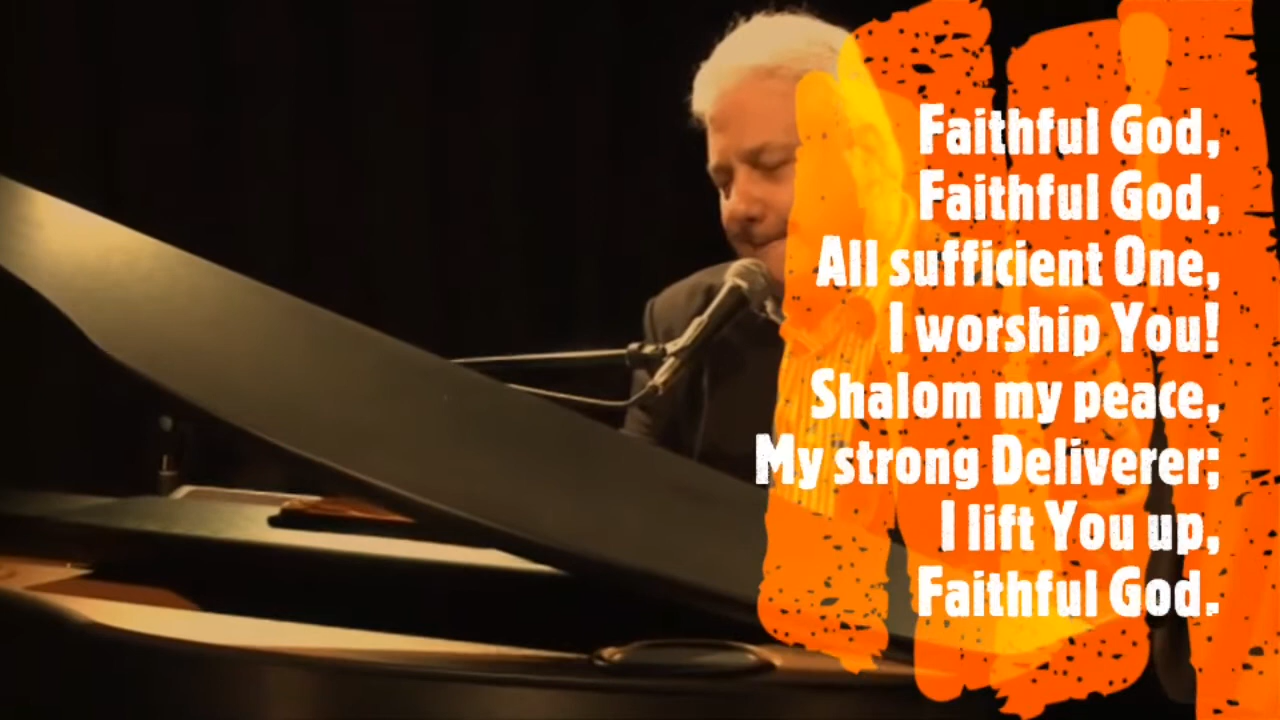 Faithful God,
Faithful God,
All sufficient One,
I worship You!
Shalom my peace,
My strong Deliverer;
I lift You up,
Faithful God.